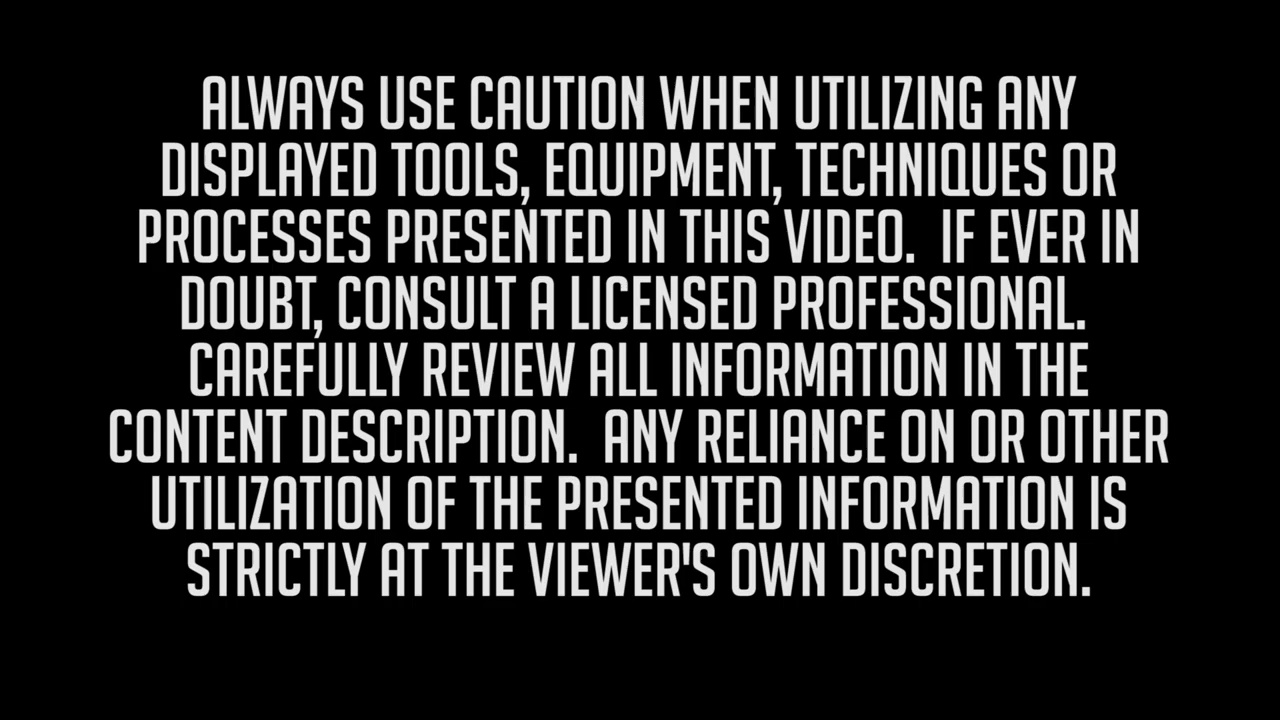 ALWAYS USE CAUTION WHEN UTILIZING ANY
DISPLAYED TOOLS, EQUIPMENT, TECHNIQUES OR
PROCESSES PRESENTED IN THIS VIDEO.  IF EVER IN
DOUBT, CONSULT A LICENSED PROFESSIONAL.
CAREFULLY REVIEW ALL INFORMATION IN THE
CONTENT DESCRIPTION.  ANY RELIANCE ON OR OTHER
UTILIZATION OF THE PRESENTED INFORMATION IS
STRICTLY AT THE VIEWER'S OWN DISCRETION.